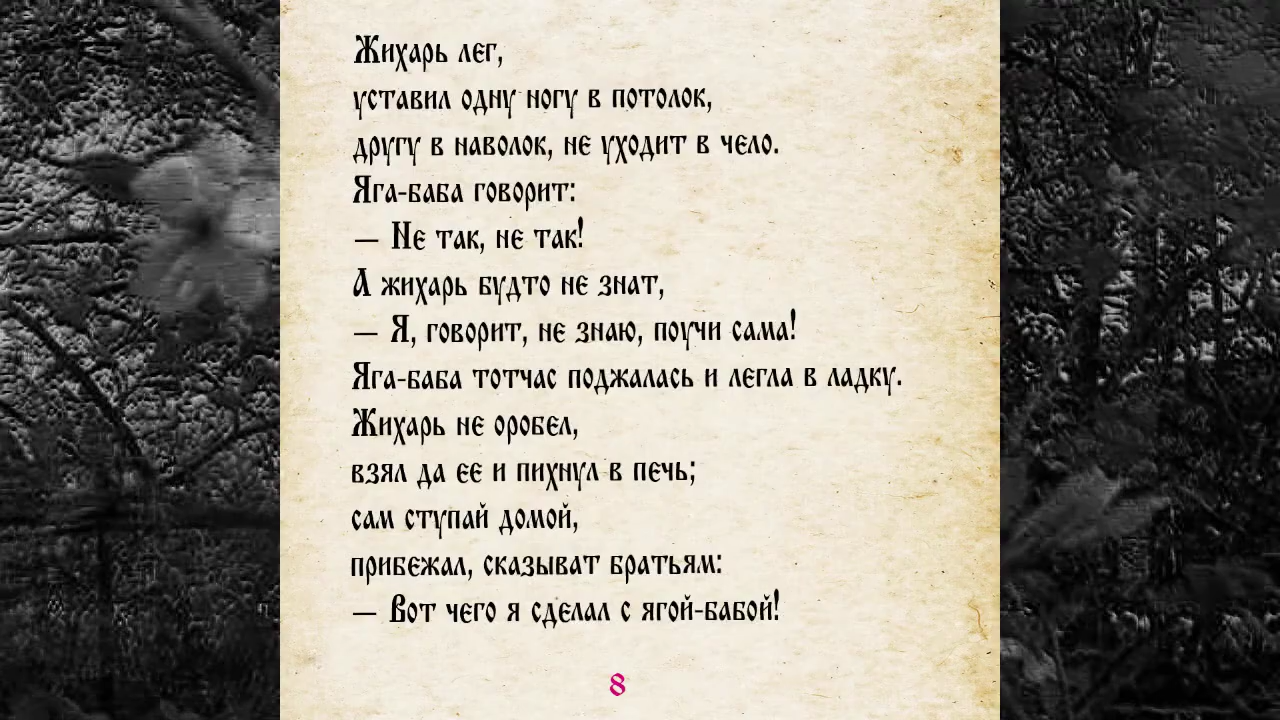 Жихарь лег,
уставил одну ногу в потолок,
другу в наволок, не уходит в чело.
Яга-баба говорит:
— Не так, не так!
А жихарь будто не знат,
— Я, говорит, не знаю, поучи сама!
Яга-баба тотчас поджалась и легла в ладку.
Жихарь не оробел,
взял да ее и пихнул в печь;
сам ступай домой,
прибежал, сказыват братьям:
— Вот чего я сделал с ягой-бабой!
8